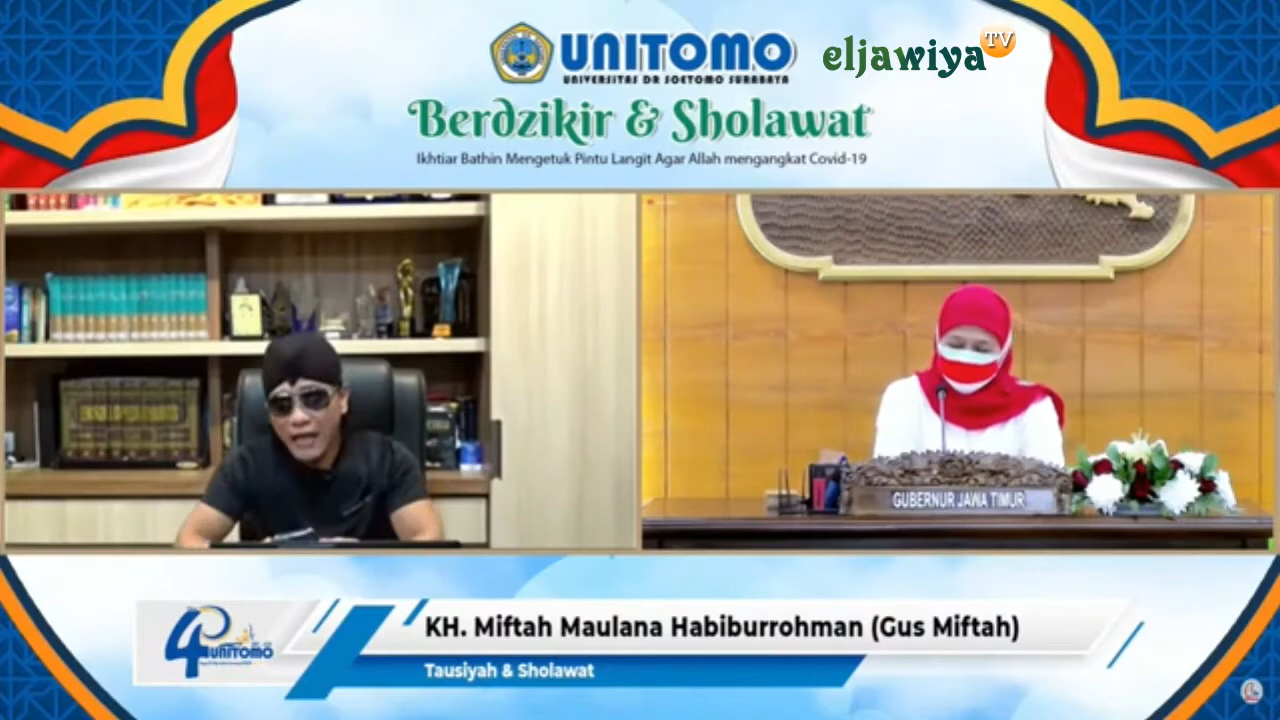 UNITOMO
UNIVERSITAS DR SOETOMO SURABAYA
eljawiya TV
Berdzikir & Sholawat
Ikhtiar Bathin Mengetuk Pintu Langit Agar Allah mengangkat Covid-19
GUBERNUR JAWA TIMUR
4 UNITOMO
KH. Miftah Maulana Habiburrohman (Gus Miftah)
Tausiyah & Sholawat